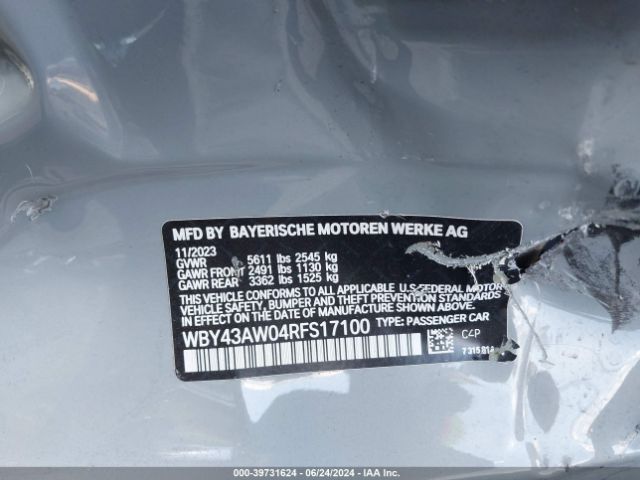 MFD BY BAYERISCHE MOTOREN WERKE AG
11/2023
GVWR 5611 lbs 2545 kg
GAWR FRONT 2491 lbs 1130 kg
GAWR REAR 3362 lbs 1525 kg
THIS VEHICLE CONFORMS TO ALL APPLICABLE U.S. FEDERAL MOTOR
VEHICLE SAFETY, BUMPER, AND THEFT PREVENTION STANDARDS
IN EFFECT ON THE DATE OF MANUFACTURE SHOWN ABOVE.
WBY43AW04RFS17100 TYPE: PASSENGER CAR
C4P
000-39731624 | 06/24/2024 | IAA Inc.